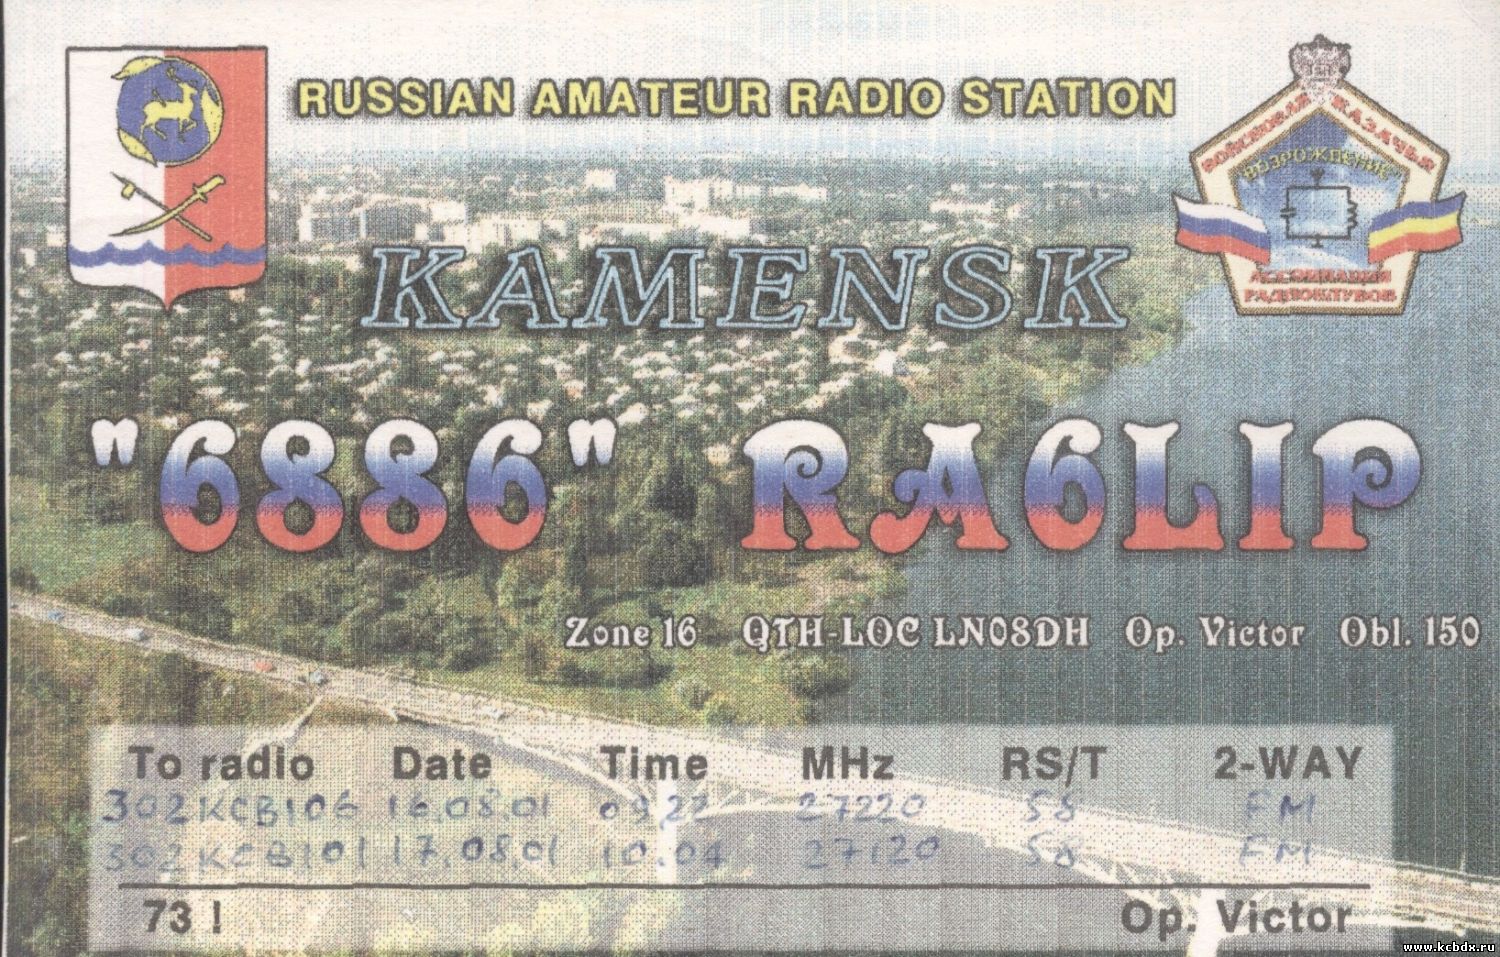 RUSSIAN AMATEUR RADIO STATION
ВОЙСКОВАЯ КАЗАЧЬЯ
"ВОЗРОЖДЕНИЕ"
АССОЦИАЦИЯ
РАДИОКЛУБОВ
KAMENSK
"6886" RA6LIP
Zone 16 QTH-LOC LN08DH Op. Victor Obl. 150
To radio Date Time MHz RS/T 2-WAY
302KCB106 16.08.01 09.22 27220 58 FM
302KCB101 17.08.01 10.04 27120 58 FM
73 ! Op. Victor
www.kcbdx.ru